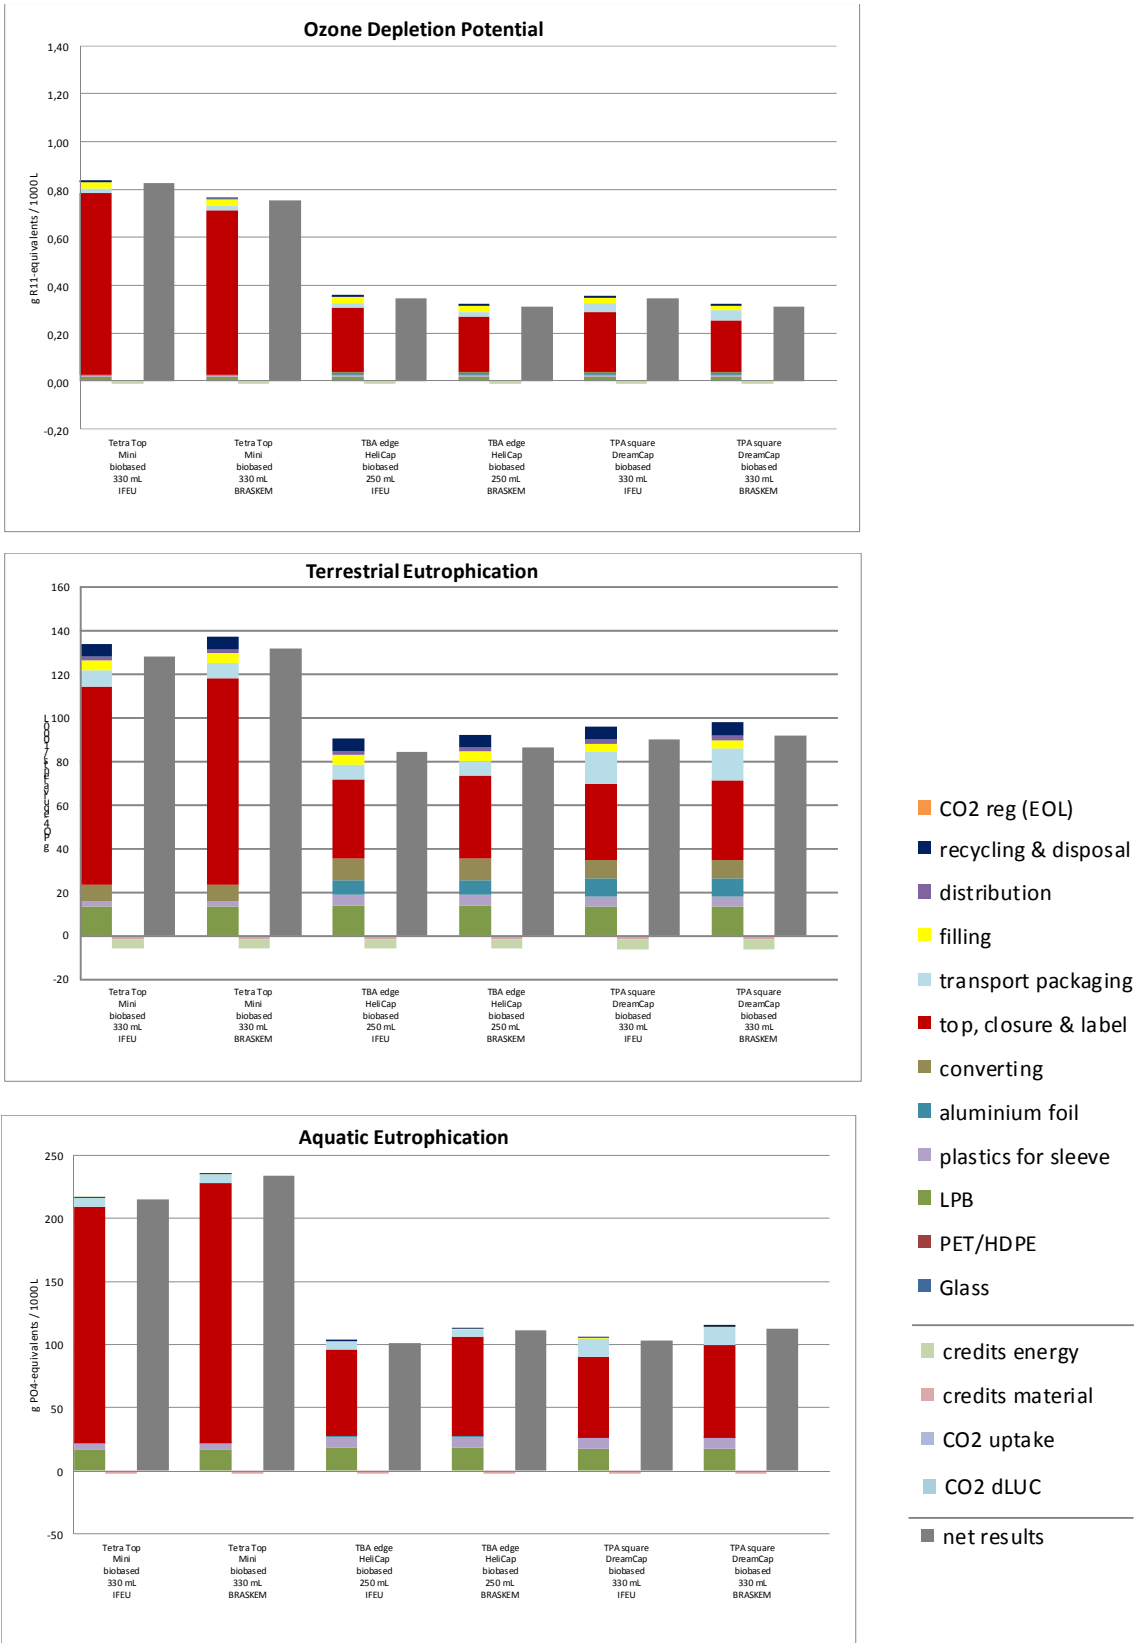 Ozone Depletion Potential
1,40
1,20
1,00
0,80
0,60
0,40
0,20
0,00
-0,20
g R11-equivalents / 1000 L
Tetra Top Mini biobased 330 mL IFEU
Tetra Top Mini biobased 330 mL BRASKEM
TBA edge HeliCap biobased 250 mL IFEU
TBA edge HeliCap biobased 250 mL BRASKEM
TPA square DreamCap biobased 330 mL IFEU
TPA square DreamCap biobased 330 mL BRASKEM
Terrestrial Eutrophication
160
140
120
100
80
60
40
20
0
-20
Tetra Top Mini biobased 330 mL IFEU
Tetra Top Mini biobased 330 mL BRASKEM
TBA edge HeliCap biobased 250 mL IFEU
TBA edge HeliCap biobased 250 mL BRASKEM
TPA square DreamCap biobased 330 mL IFEU
TPA square DreamCap biobased 330 mL BRASKEM
Aquatic Eutrophication
250
200
150
100
50
0
-50
g PO4-equivalents / 1000 L
Tetra Top Mini biobased 330 mL IFEU
Tetra Top Mini biobased 330 mL BRASKEM
TBA edge HeliCap biobased 250 mL IFEU
TBA edge HeliCap biobased 250 mL BRASKEM
TPA square DreamCap biobased 330 mL IFEU
TPA square DreamCap biobased 330 mL BRASKEM
CO2 reg (EOL)
recycling & disposal
distribution
filling
transport packaging
top, closure & label
converting
aluminium foil
plastics for sleeve
LPB
PET/HDPE
Glass
credits energy
credits material
CO2 uptake
CO2 dLUC
net results